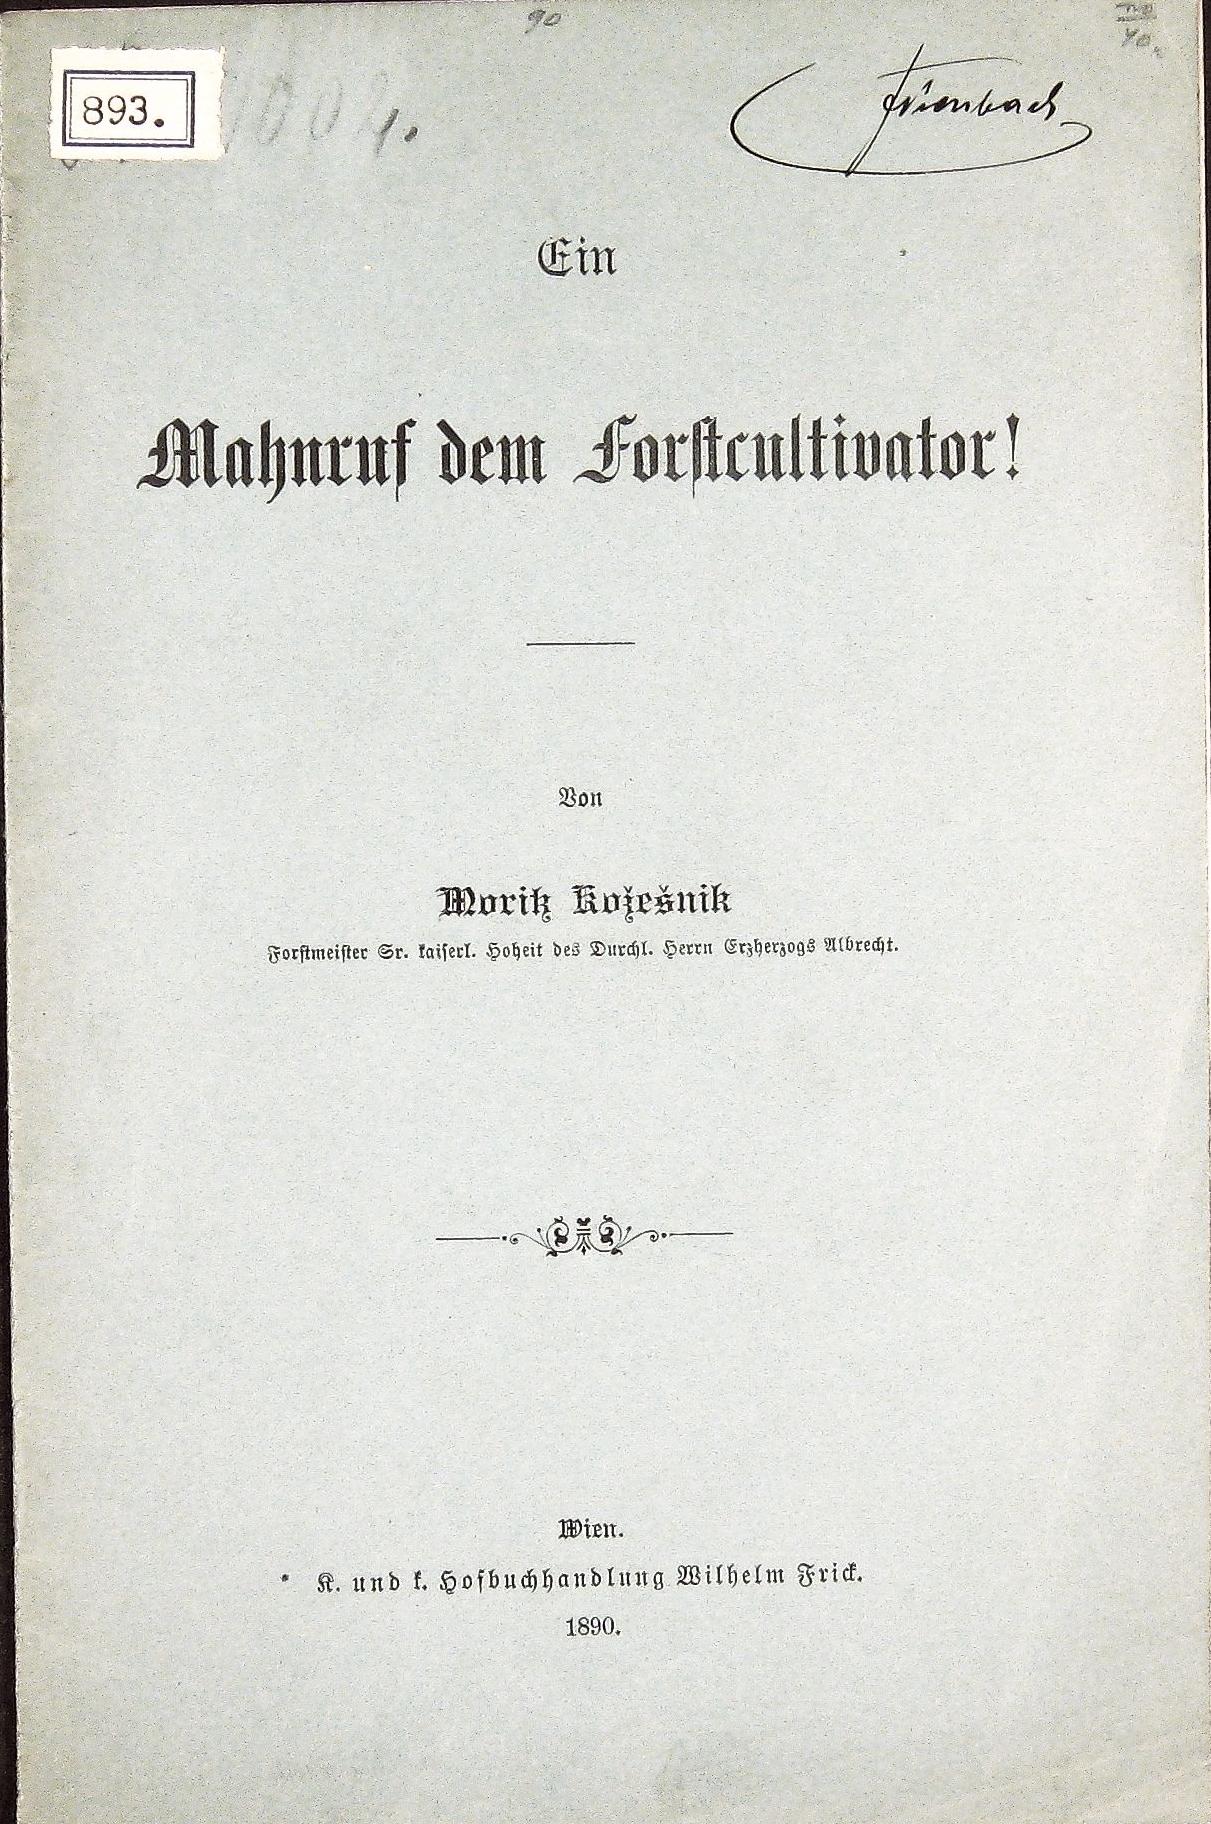 90
893.
Ein
Mahnruf dem Forstcultivator!
Von
Moritz Kožešnik
Forstmeister Sr. kaiserl. Hoheit des Durchl. Herrn Erzherzogs Albrecht.
Wien.
K. und k. Hofbuchhandlung Wilhelm Frick.
1890.